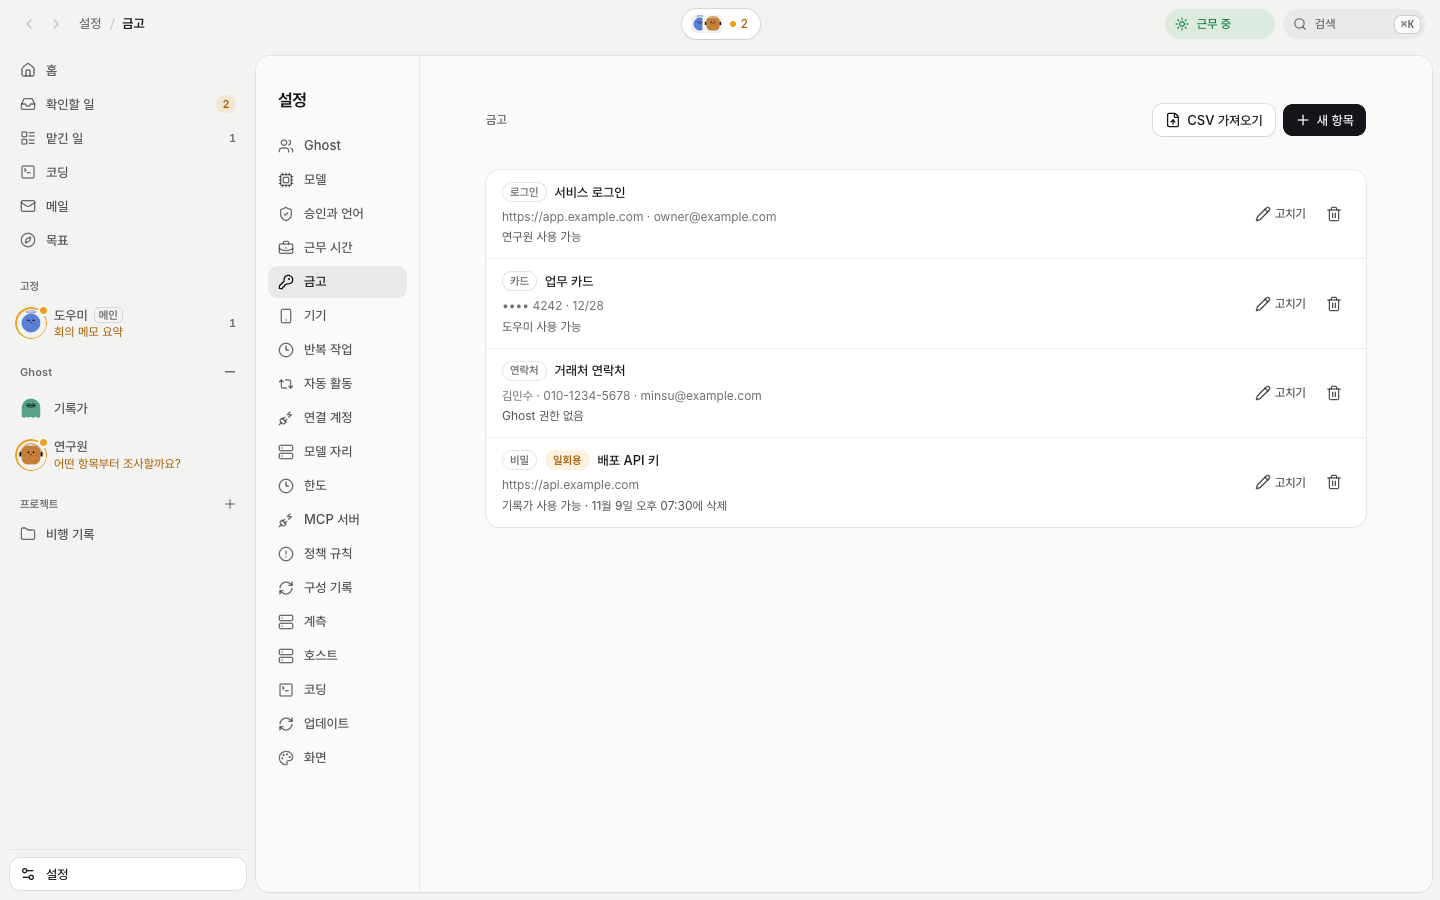 설정 / 금고
2
근무 중
검색
⌘K
홈
확인할 일 2
맡긴 일 1
코딩
메일
목표
고정
도우미 메인
회의 메모 요약
1
Ghost
기록가
연구원
어떤 항목부터 조사할까요?
프로젝트
비행 기록
설정
설정
Ghost
모델
승인과 언어
근무 시간
금고
기기
반복 작업
자동 활동
연결 계정
모델 자리
한도
MCP 서버
정책 규칙
구성 기록
계측
호스트
코딩
업데이트
화면
금고
CSV 가져오기
새 항목
로그인 서비스 로그인
https://app.example.com · owner@example.com
연구원 사용 가능
고치기
카드 업무 카드
•••• 4242 · 12/28
도우미 사용 가능
고치기
연락처 거래처 연락처
김민수 · 010-1234-5678 · minsu@example.com
Ghost 권한 없음
고치기
비밀 일회용 배포 API 키
https://api.example.com
기록가 사용 가능 · 11월 9일 오후 07:30에 삭제
고치기